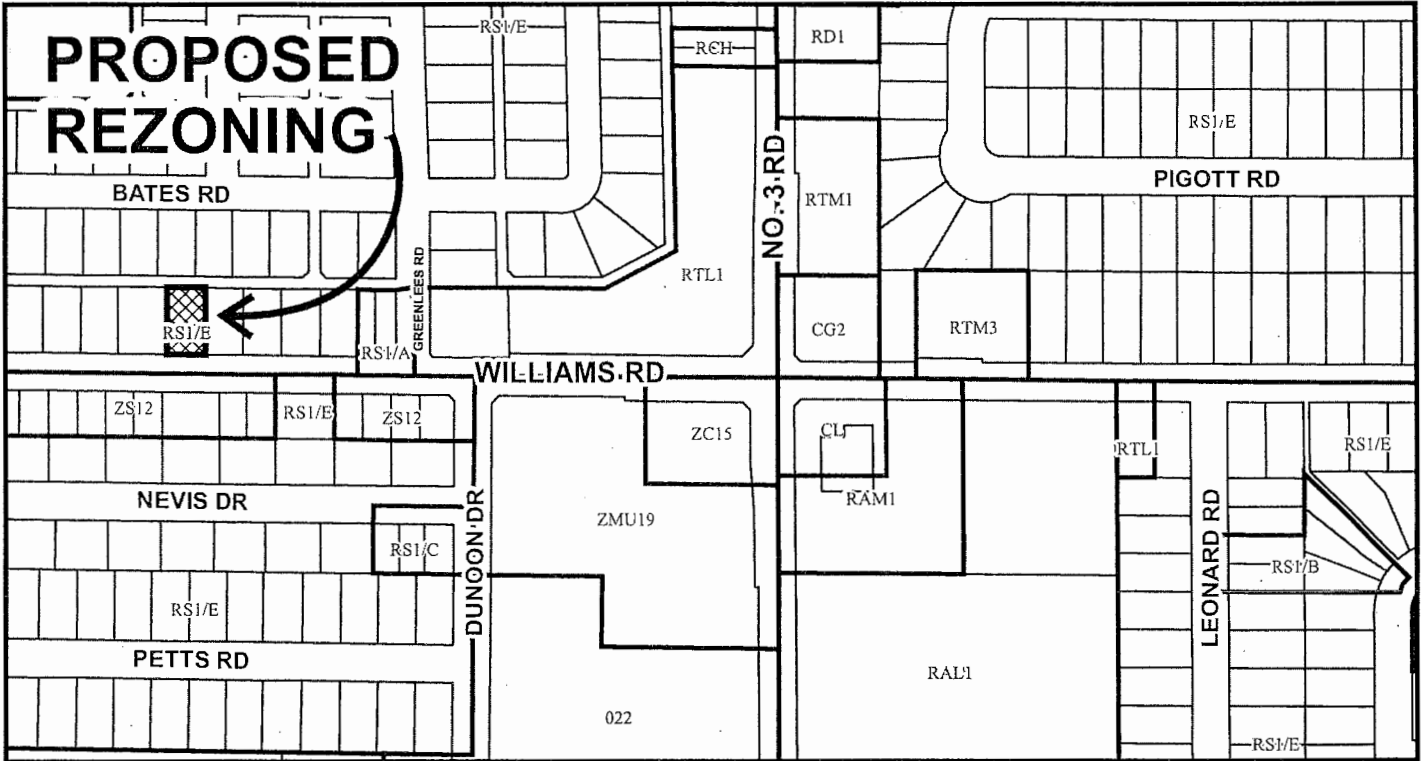 PROPOSED
REZONING
RS1/E
RCH
RD1
RS1/E
BATES RD
NO. 3 RD
RTM1
PIGOTT RD
GREENLEES RD
RTL1
RS1/E
RS1/A
CG2
RTM3
WILLIAMS RD
ZS12
RS1/E
ZS12
ZC15
CL
RTL1
RS1/E
NEVIS DR
DUNOON DR
ZMU19
RAM1
LEONARD RD
RS1/C
RS1/B
RS1/E
PETTS RD
RAL1
022
RS1/E